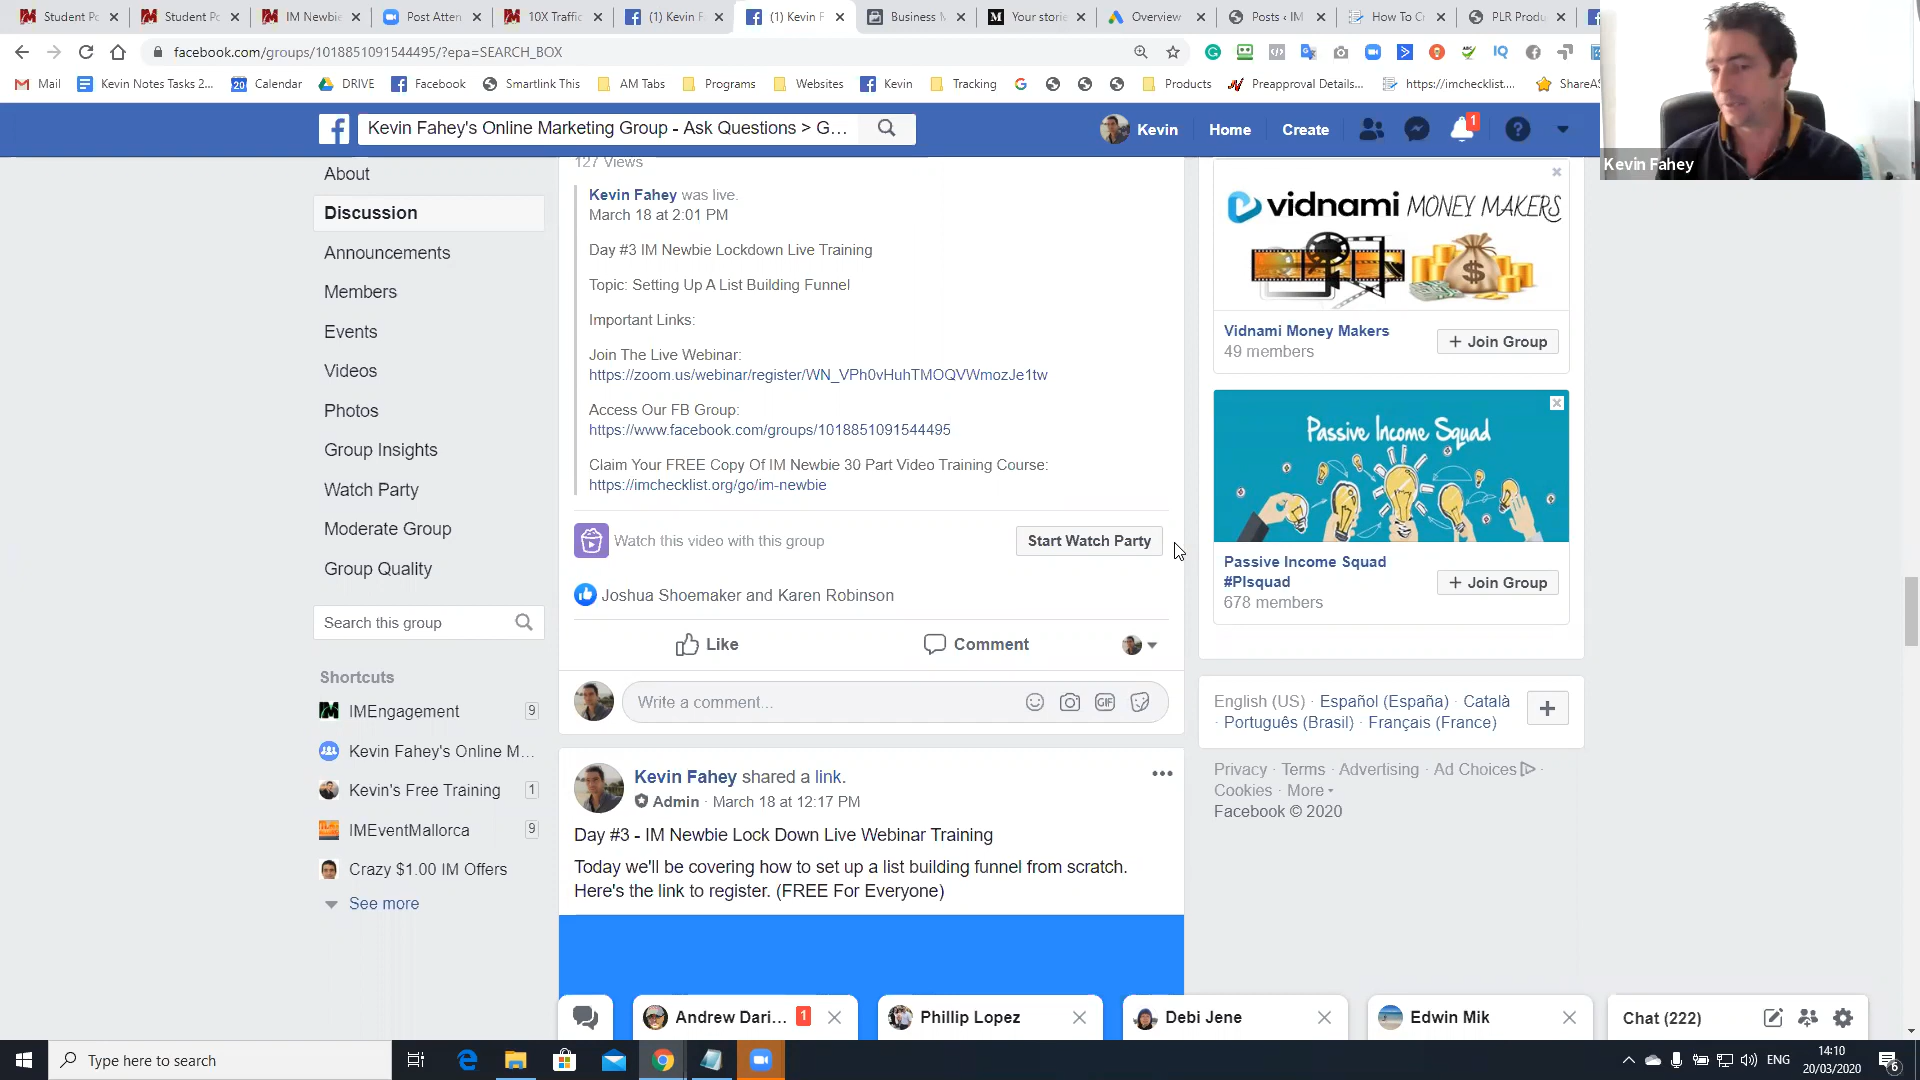 Student Po
Student Po
IM Newbie
Post Atten
10X Traffic
(1) Kevin F
(1) Kevin F
Business M
Your storie
Overview
Posts ‹ IM
How To Cr
PLR Produ
facebook.com/groups/1018851091544495/?epa=SEARCH_BOX
Mail
Kevin Notes Tasks 2...
Calendar
DRIVE
Facebook
Smartlink This
AM Tabs
Programs
Websites
Kevin
Tracking
Products
Preapproval Details...
https://imchecklist....
ShareAS
Kevin Fahey's Online Marketing Group - Ask Questions > G...
Kevin
Home
Create
1
Kevin Fahey
About
Discussion
Announcements
Members
Events
Videos
Photos
Group Insights
Watch Party
Moderate Group
Group Quality
Search this group
Shortcuts
IMEngagement 9
Kevin Fahey's Online M...
Kevin's Free Training 1
IMEventMallorca 9
Crazy $1.00 IM Offers
See more
127 Views
Kevin Fahey was live.
March 18 at 2:01 PM
Day #3 IM Newbie Lockdown Live Training
Topic: Setting Up A List Building Funnel
Important Links:
Join The Live Webinar:
https://zoom.us/webinar/register/WN_VPh0vHuhTMOQVWmozJe1tw
Access Our FB Group:
https://www.facebook.com/groups/1018851091544495
Claim Your FREE Copy Of IM Newbie 30 Part Video Training Course:
https://imchecklist.org/go/im-newbie
Watch this video with this group
Start Watch Party
Joshua Shoemaker and Karen Robinson
Like
Comment
Write a comment...
GIF
Kevin Fahey shared a link.
Admin · March 18 at 12:17 PM
Day #3 - IM Newbie Lock Down Live Webinar Training
Today we'll be covering how to set up a list building funnel from scratch.
Here's the link to register. (FREE For Everyone)
vidnami MONEY MAKERS
Vidnami Money Makers
49 members
+ Join Group
Passive Income Squad
Passive Income Squad
#PIsquad
678 members
+ Join Group
English (US) · Español (España) · Català
· Português (Brasil) · Français (France)
Privacy · Terms · Advertising · Ad Choices ·
Cookies · More
Facebook © 2020
Andrew Dari... 1
Phillip Lopez
Debi Jene
Edwin Mik
Chat (222)
Type here to search
ENG
14:10
20/03/2020
6